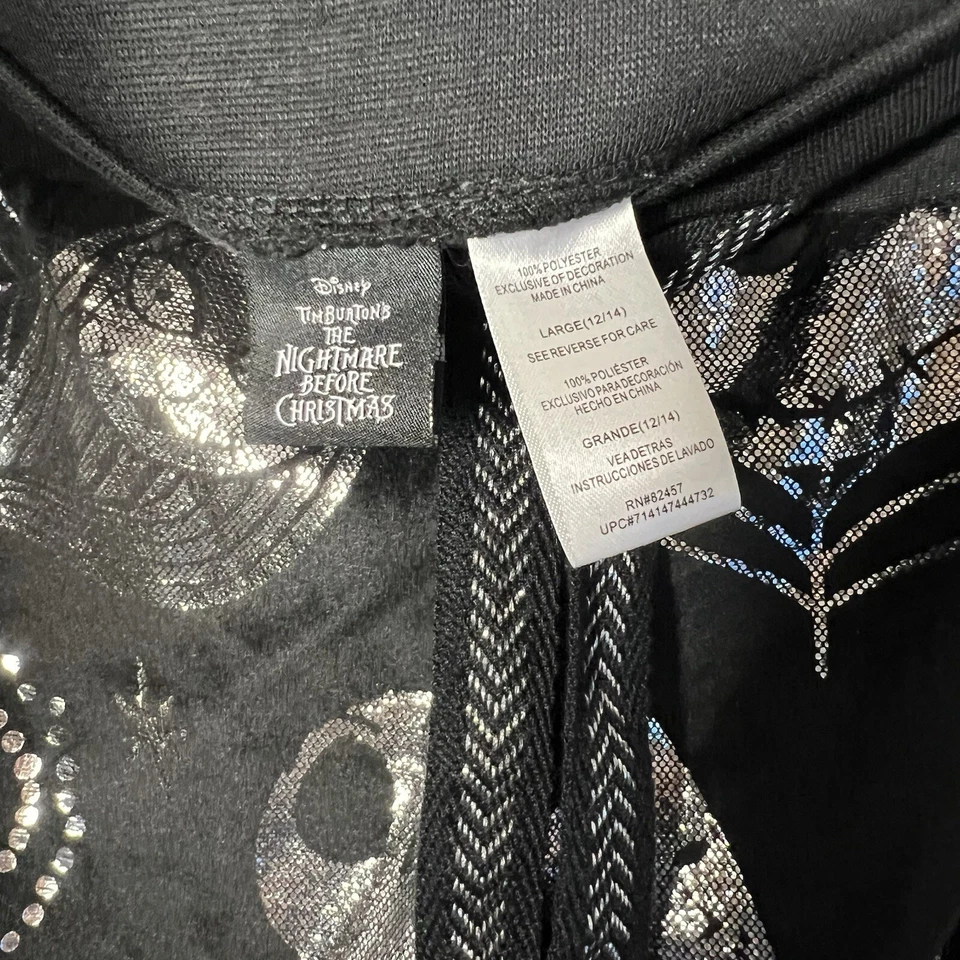 Disney
TIM BURTON'S
THE
NIGHTMARE
BEFORE
CHRISTMAS
100% POLYESTER
EXCLUSIVE OF DECORATION
MADE IN CHINA
LARGE(12/14)
SEE REVERSE FOR CARE
100% POLIÉSTER
EXCLUSIVO PARA DECORACIÓN
HECHO EN CHINA
GRANDE(12/14)
VEA DETRAS
INSTRUCCIONES DE LAVADO
RN#82457
UPC#714147444732